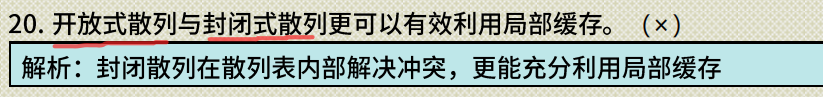 20. 开放式散列与封闭式散列更可以有效利用局部缓存。（×）
解析：封闭散列在散列表内部解决冲突，更能充分利用局部缓存